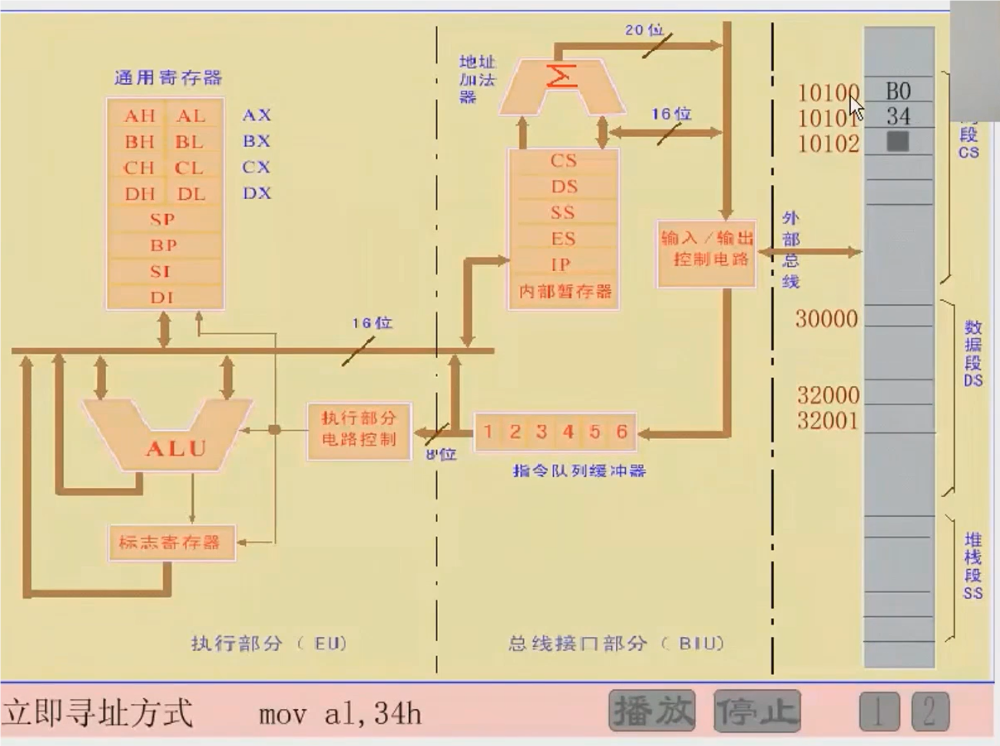 通用寄存器
AH AL AX
BH BL BX
CH CL CX
DH DL DX
SP
BP
SI
DI
16位
ALU
标志寄存器
执行部分
电路控制
8位
执行部分（EU）
地址
加法
器
Σ
20位
16位
CS
DS
SS
ES
IP
内部暂存器
输入／输出
控制电路
1 2 3 4 5 6
指令队列缓冲器
总线接口部分（BIU）
外部总线
10100 B0
10101 34
10102
30000
32000
32001
段
CS
数据段
DS
堆栈段
SS
立即寻址方式 mov al,34h
播放 停止 1 2